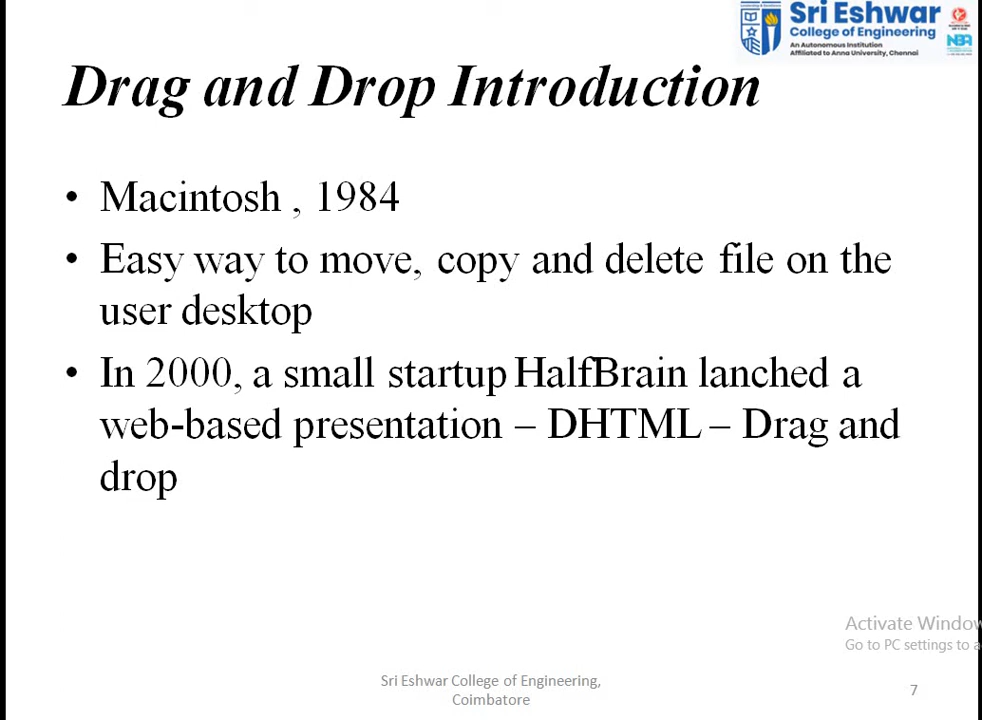 Sri Eshwar
College of Engineering
An Autonomous Institution
Affiliated to Anna University, Chennai
NBA
Drag and Drop Introduction
• Macintosh , 1984
• Easy way to move, copy and delete file on the
user desktop
• In 2000, a small startup HalfBrain lanched a
web-based presentation – DHTML – Drag and
drop
Activate Window
Go to PC settings to a
Sri Eshwar College of Engineering,
Coimbatore
7